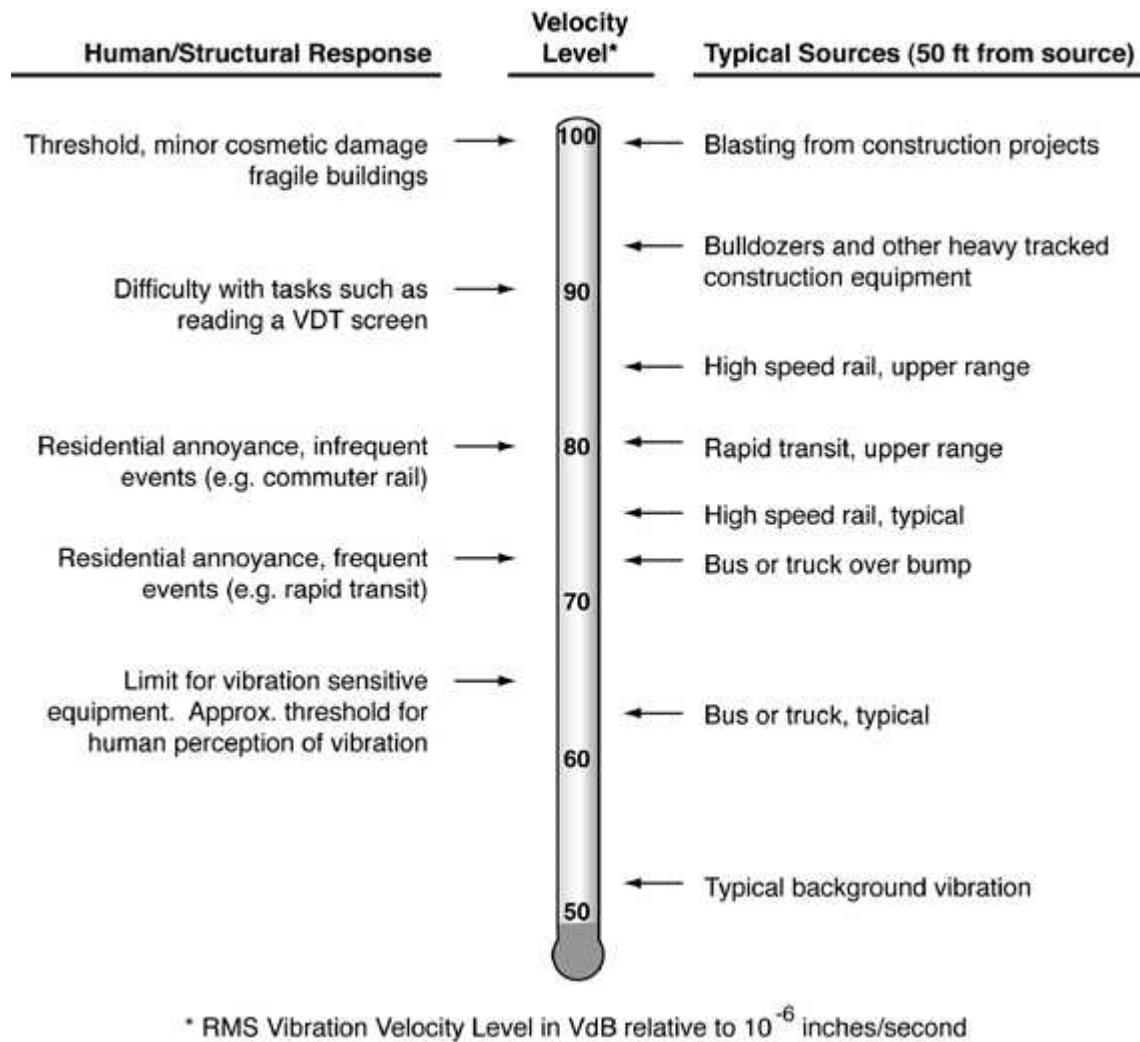 Human/Structural Response
Velocity
Level*
Typical Sources (50 ft from source)
Threshold, minor cosmetic damage
fragile buildings
Difficulty with tasks such as
reading a VDT screen
Residential annoyance, infrequent
events (e.g. commuter rail)
Residential annoyance, frequent
events (e.g. rapid transit)
Limit for vibration sensitive
equipment. Approx. threshold for
human perception of vibration
100
90
80
70
60
50
Blasting from construction projects
Bulldozers and other heavy tracked
construction equipment
High speed rail, upper range
Rapid transit, upper range
High speed rail, typical
Bus or truck over bump
Bus or truck, typical
Typical background vibration
* RMS Vibration Velocity Level in VdB relative to 10⁻⁶ inches/second